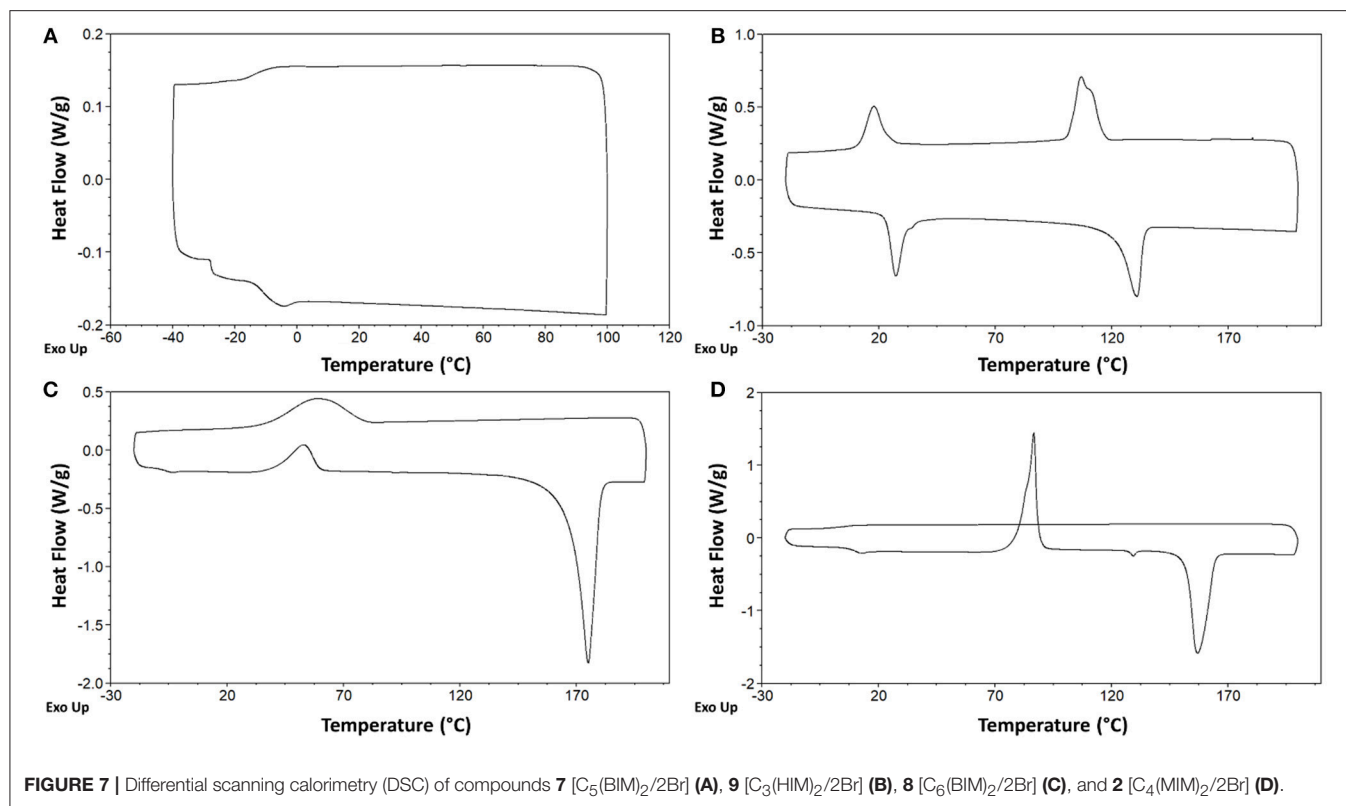 A
0.2
0.1
0.0
-0.1
-0.2
Heat Flow (W/g)
-60 -40 -20 0 20 40 60 80 100 120
Exo Up
Temperature (°C)
B
1.0
0.5
0.0
-0.5
-1.0
Heat Flow (W/g)
-30 20 70 120 170
Exo Up
Temperature (°C)
C
0.5
0.0
-0.5
-1.0
-1.5
-2.0
Heat Flow (W/g)
-30 20 70 120 170
Exo Up
Temperature (°C)
D
2
1
0
-1
-2
Heat Flow (W/g)
-30 20 70 120 170
Exo Up
Temperature (°C)
FIGURE 7 | Differential scanning calorimetry (DSC) of compounds 7 [C₅(BIM)₂/2Br] (A), 9 [C₃(HIM)₂/2Br] (B), 8 [C₆(BIM)₂/2Br] (C), and 2 [C₄(MIM)₂/2Br] (D).